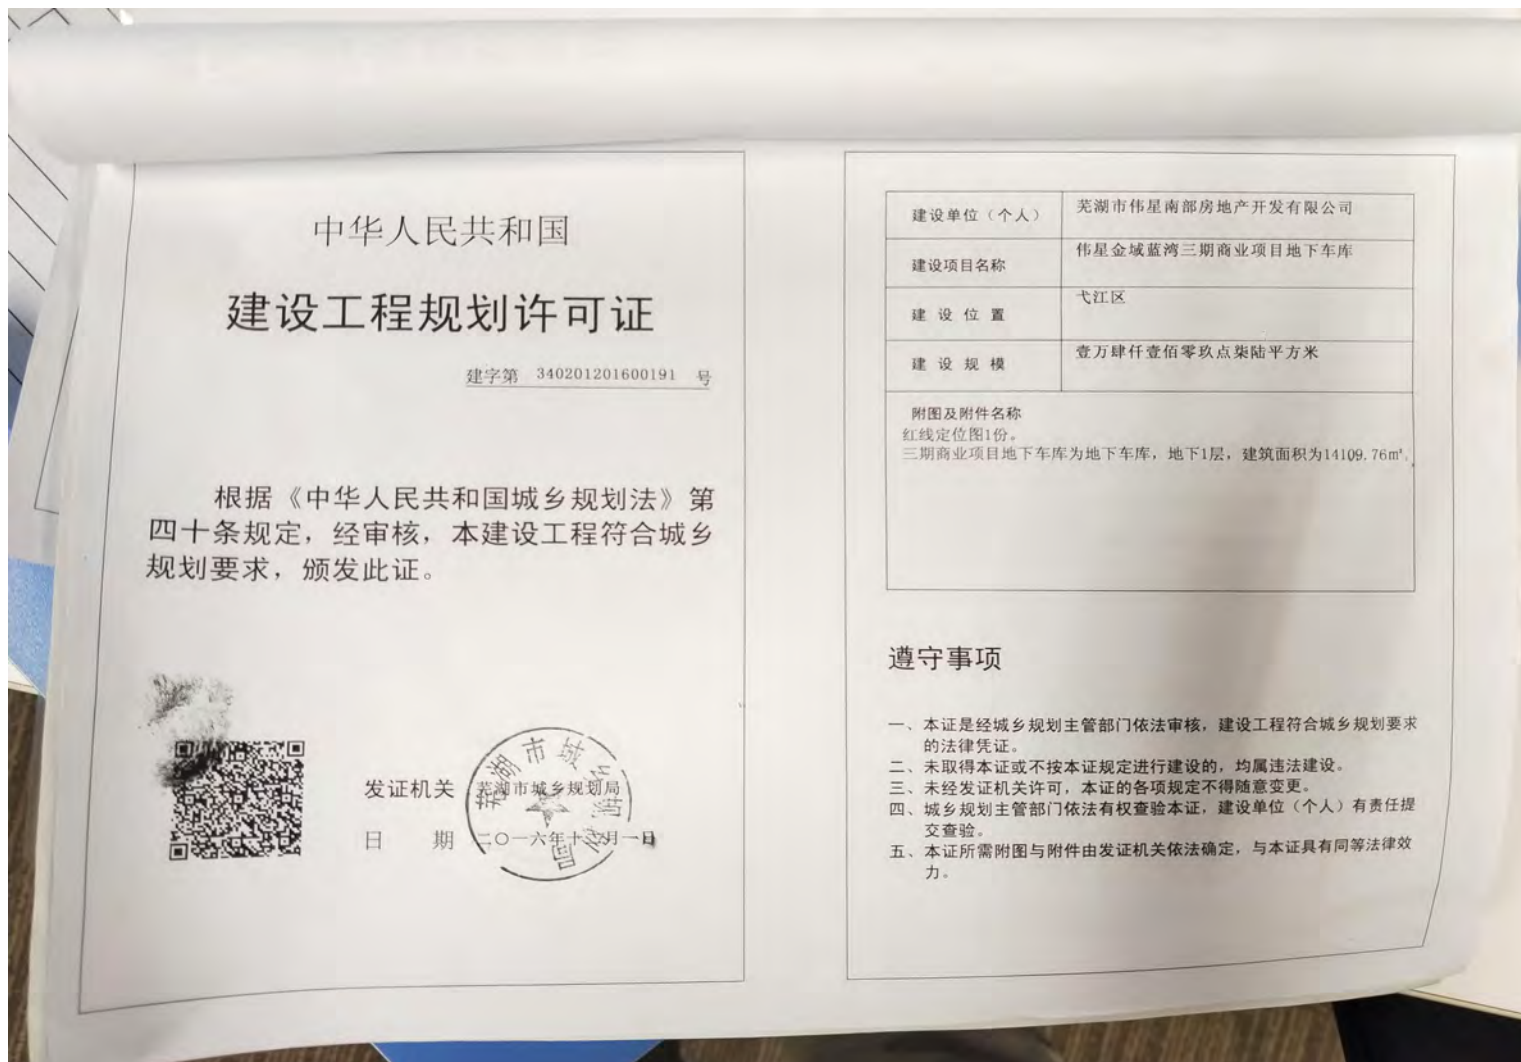 中华人民共和国
建设工程规划许可证
建字第 340201201600191 号
根据《中华人民共和国城乡规划法》第
四十条规定，经审核，本建设工程符合城乡
规划要求，颁发此证。
芜湖市城乡规划局
发证机关 芜湖市城乡规划局
日 期 二〇一六年十 月一日
建设单位（个人） 芜湖市伟星南部房地产开发有限公司
建设项目名称 伟星金域蓝湾三期商业项目地下车库
建设位置 弋江区
建设规模 壹万肆仟壹佰零玖点柒陆平方米
附图及附件名称
红线定位图1份。
三期商业项目地下车库为地下车库，地下1层，建筑面积为14109.76㎡。
遵守事项
一、本证是经城乡规划主管部门依法审核，建设工程符合城乡规划要求
的法律凭证。
二、未取得本证或不按本证规定进行建设的，均属违法建设。
三、未经发证机关许可，本证的各项规定不得随意变更。
四、城乡规划主管部门依法有权查验本证，建设单位（个人）有责任提
交查验。
五、本证所需附图与附件由发证机关依法确定，与本证具有同等法律效
力。